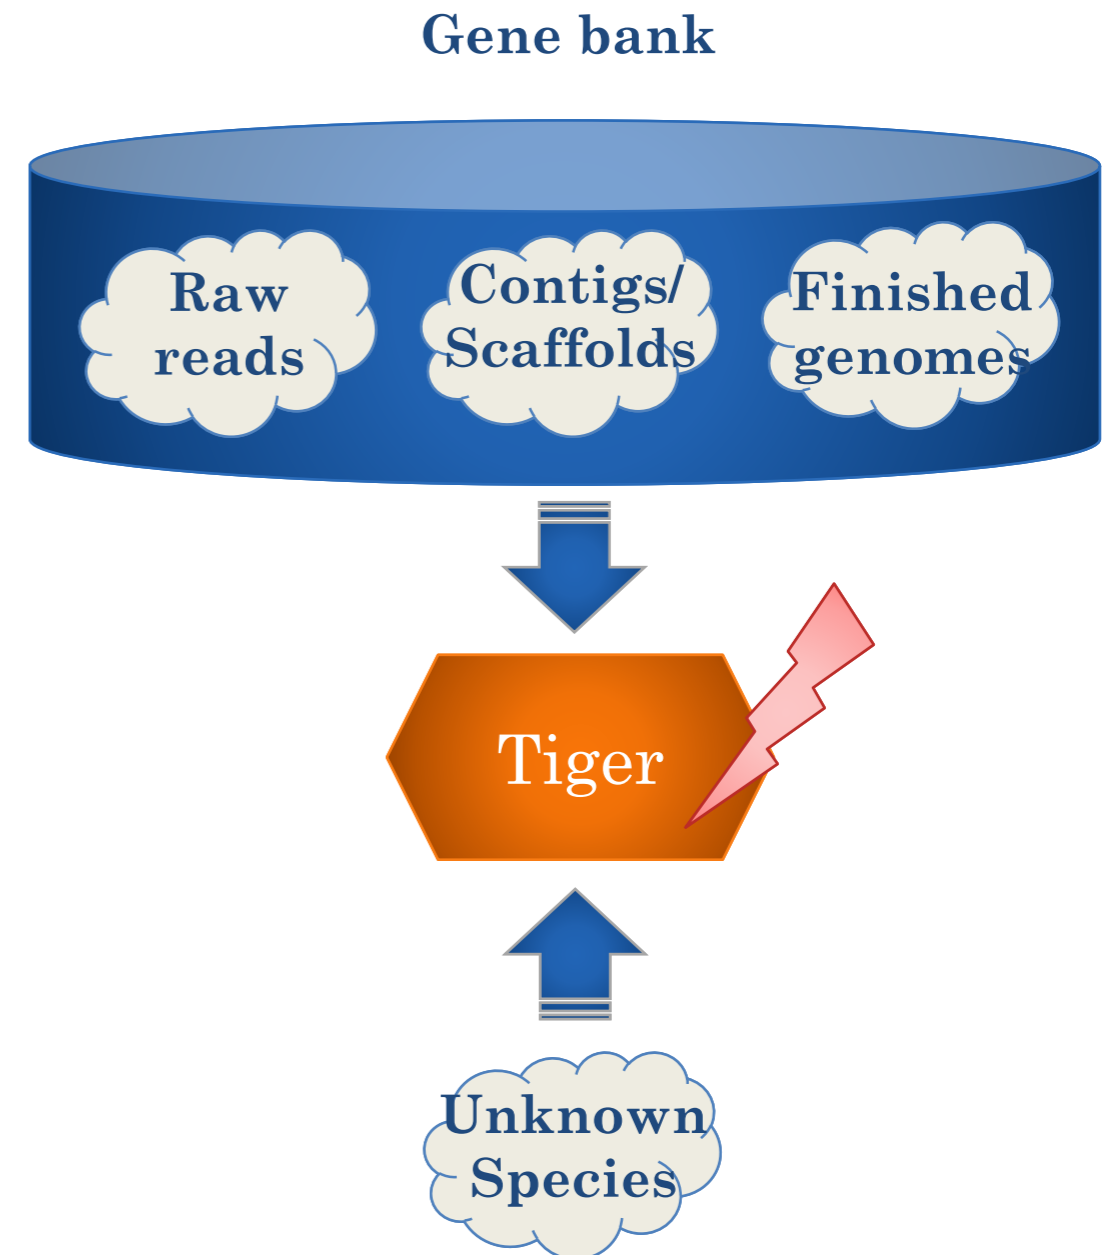 Gene bank
Raw
reads
Contigs/
Scaffolds
Finished
genomes
Tiger
Unknown
Species